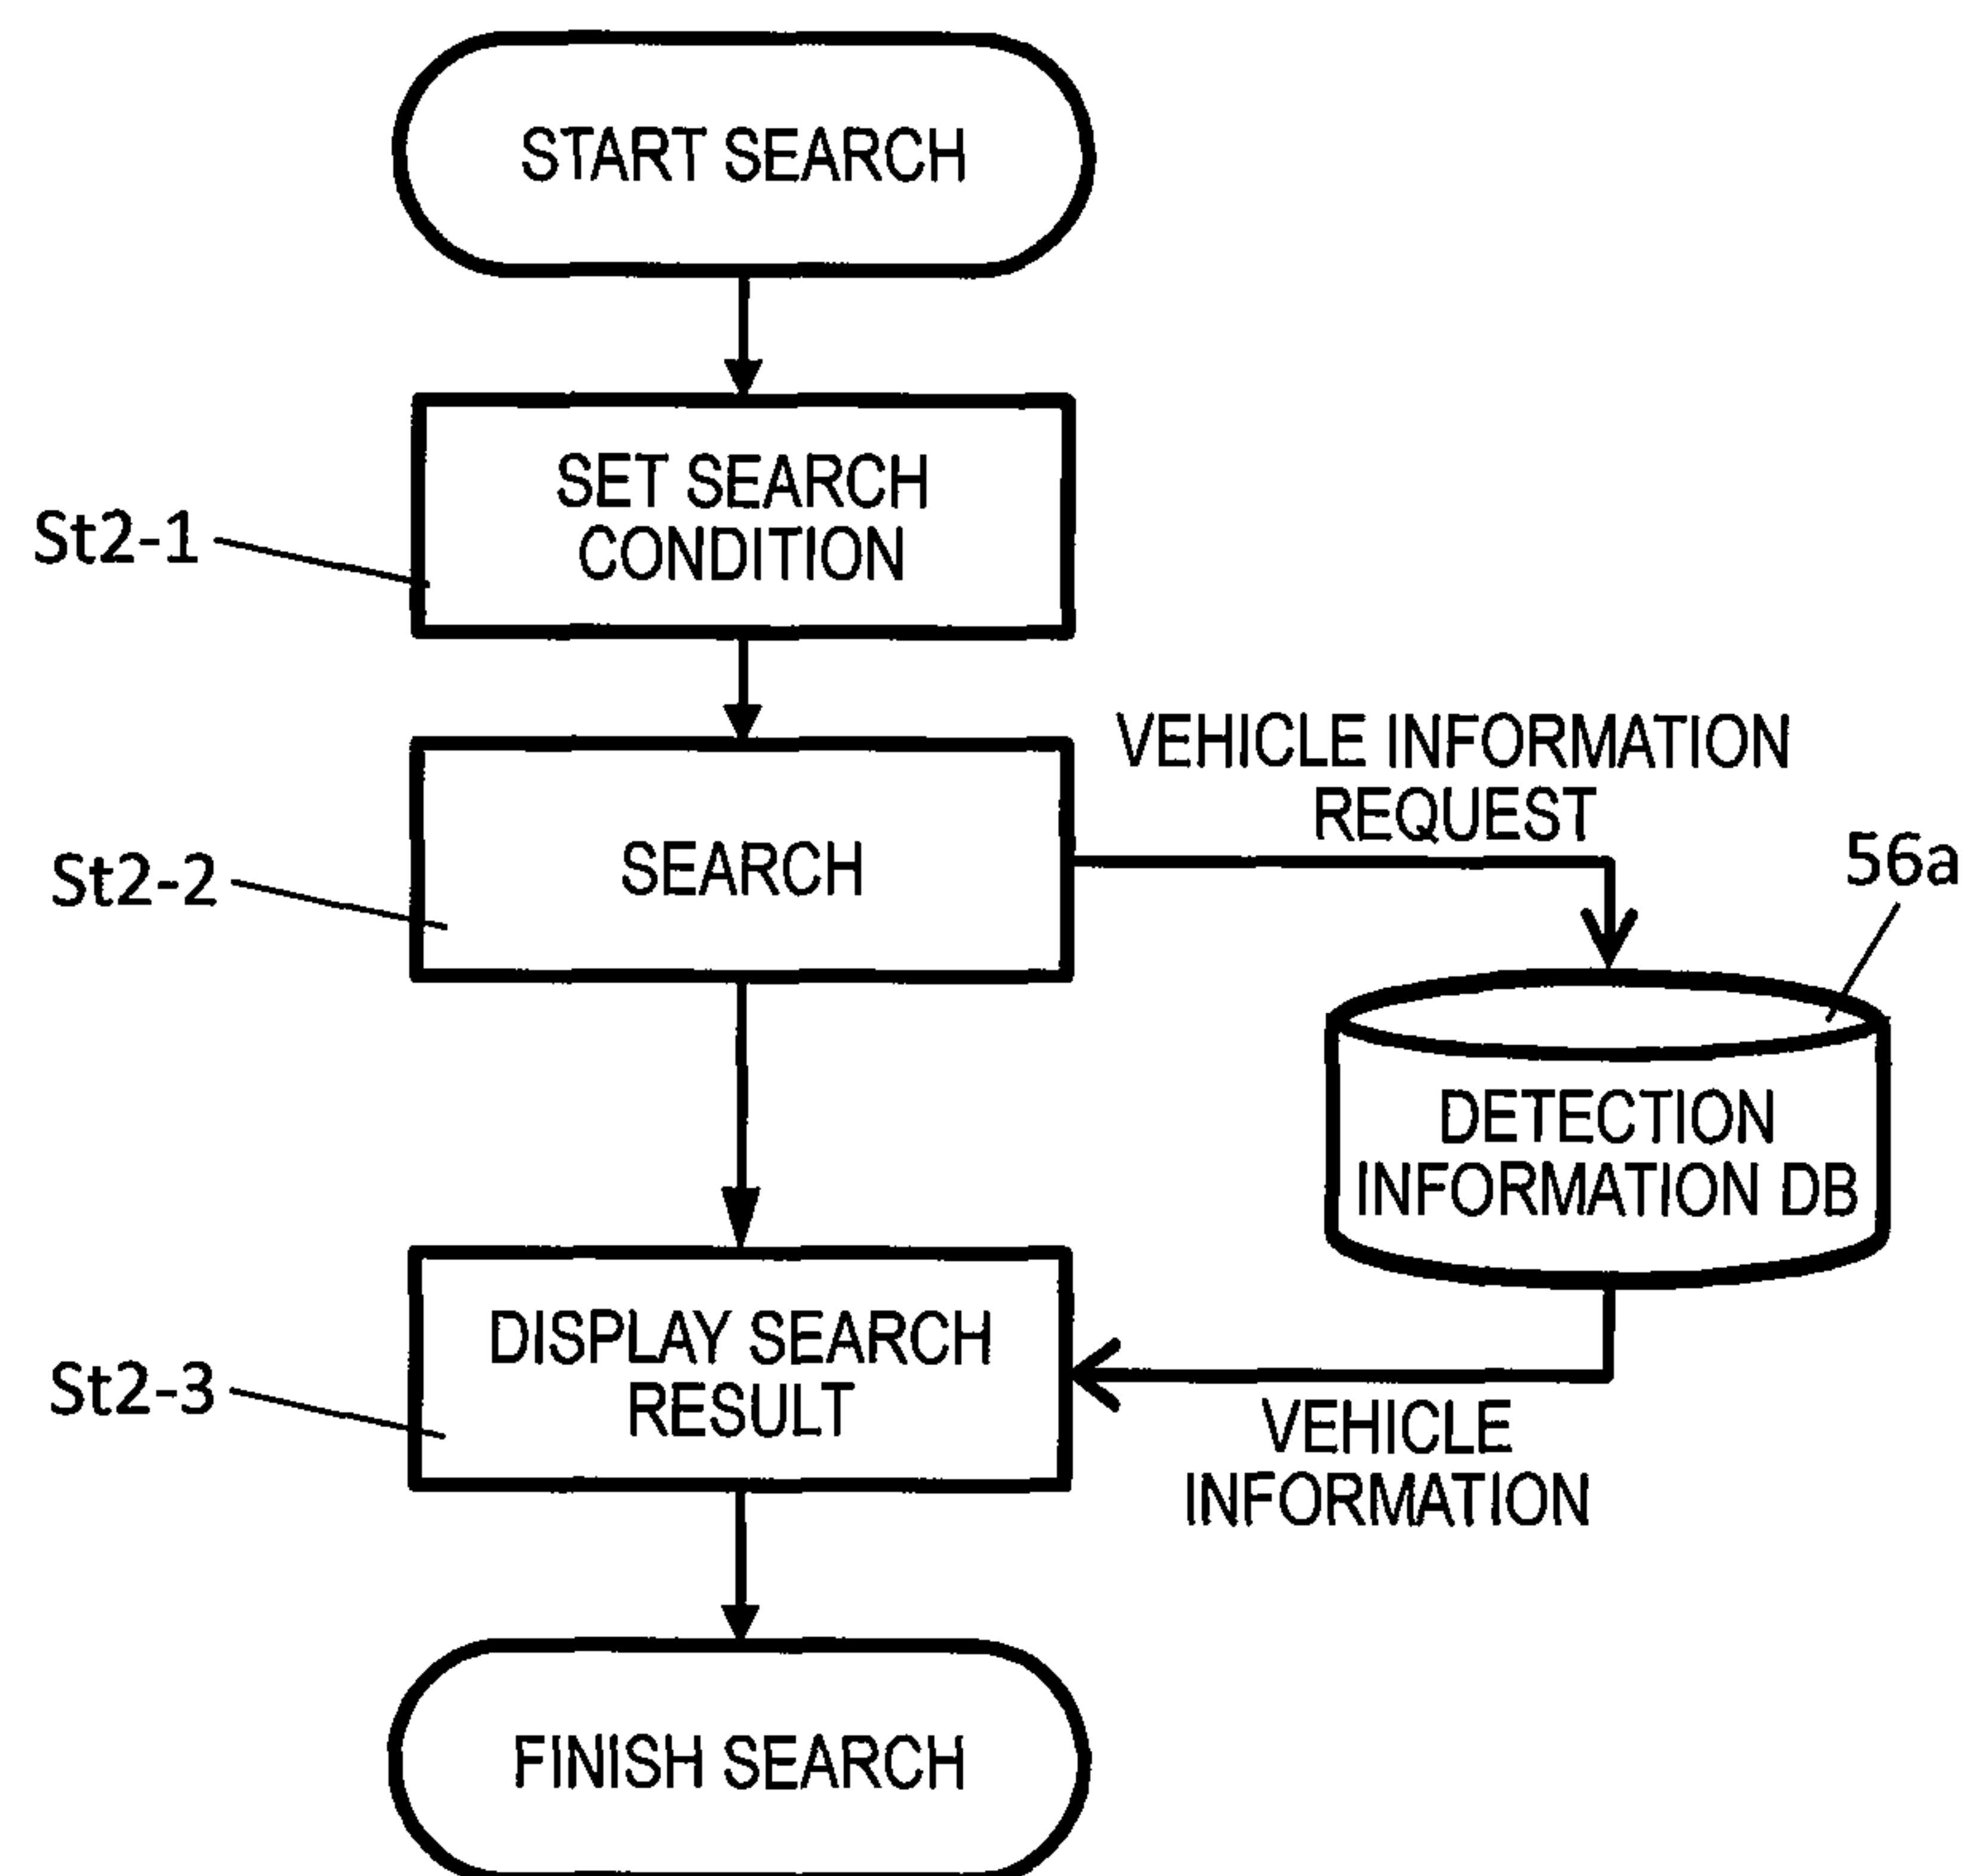 START SEARCH
SET SEARCH
CONDITION
St2-1
VEHICLE INFORMATION
REQUEST
SEARCH
St2-2
56a
DETECTION
INFORMATION DB
DISPLAY SEARCH
RESULT
St2-3
VEHICLE
INFORMATION
FINISH SEARCH